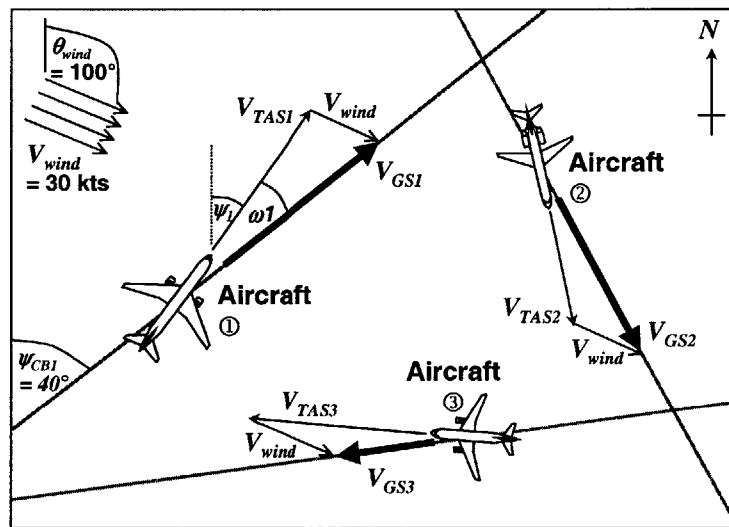 θwind
= 100°
Vwind
= 30 kts
N
VTAS1
Vwind
VGS1
ψ1
ω1
Aircraft
①
Aircraft
②
VTAS2
Vwind
VGS2
ψCB1
= 40°
Aircraft
③
VTAS3
Vwind
VGS3